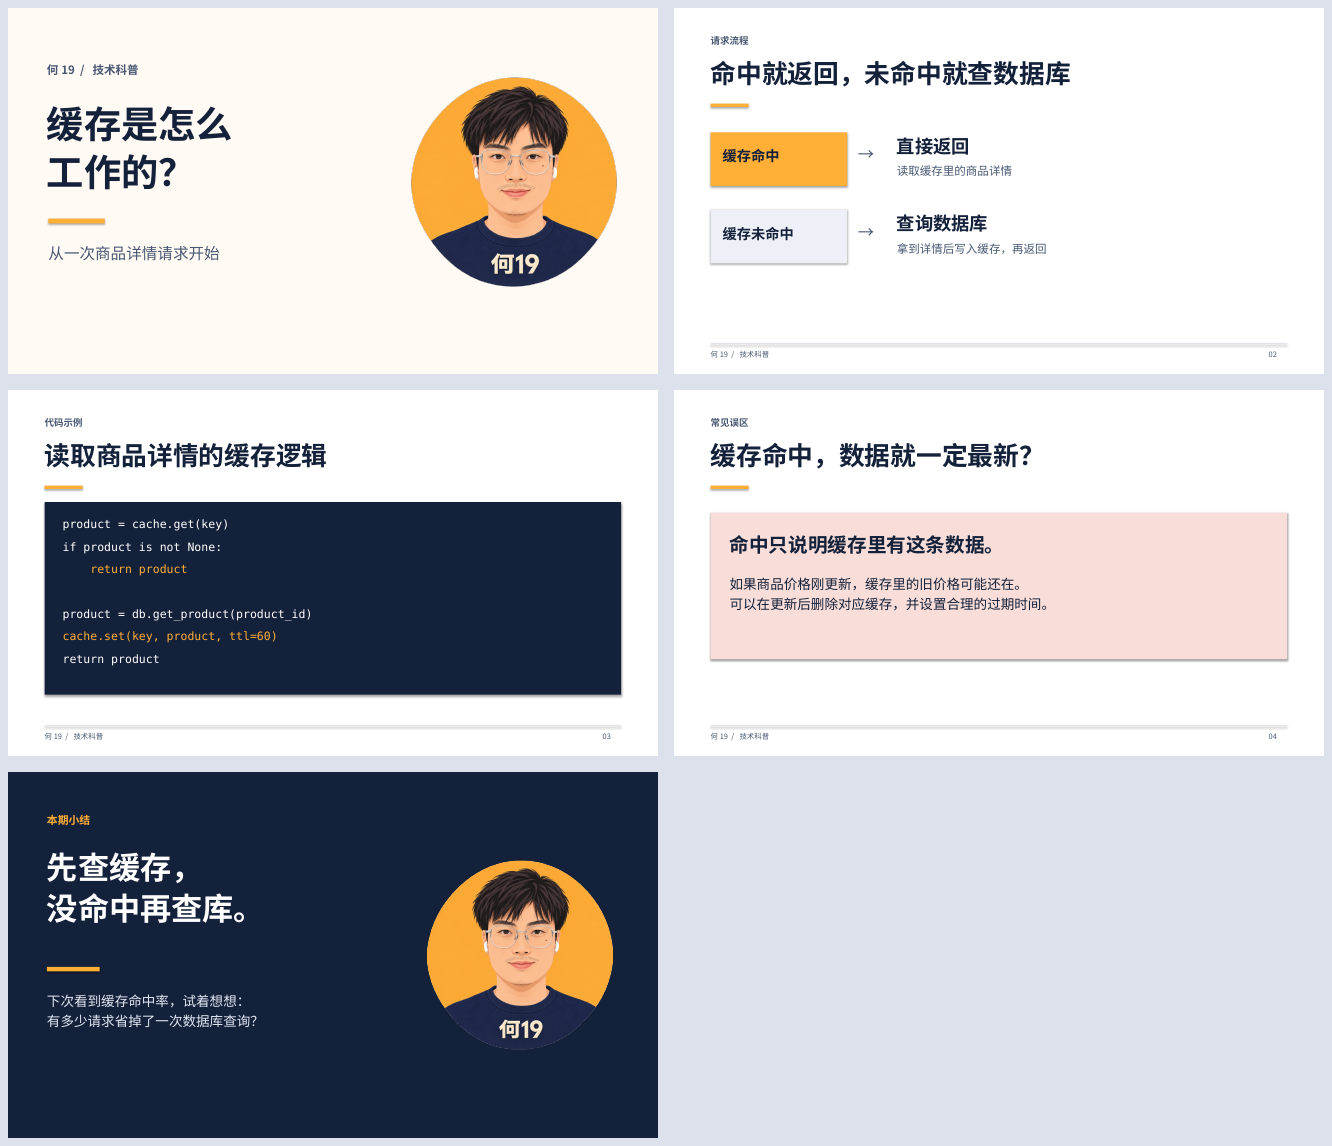 何 19 / 技术科普
缓存是怎么
工作的?
从一次商品详情请求开始
何19
请求流程
命中就返回，未命中就查数据库
缓存命中
→
直接返回
读取缓存里的商品详情
缓存未命中
→
查询数据库
拿到详情后写入缓存，再返回
何 19 / 技术科普
02
代码示例
读取商品详情的缓存逻辑
product = cache.get(key)
if product is not None:
    return product
product = db.get_product(product_id)
cache.set(key, product, ttl=60)
return product
何 19 / 技术科普
03
常见误区
缓存命中，数据就一定最新?
命中只说明缓存里有这条数据。
如果商品价格刚更新，缓存里的旧价格可能还在。
可以在更新后删除对应缓存，并设置合理的过期时间。
何 19 / 技术科普
04
本期小结
先查缓存，
没命中再查库。
下次看到缓存命中率，试着想想：
有多少请求省掉了一次数据库查询?
何19